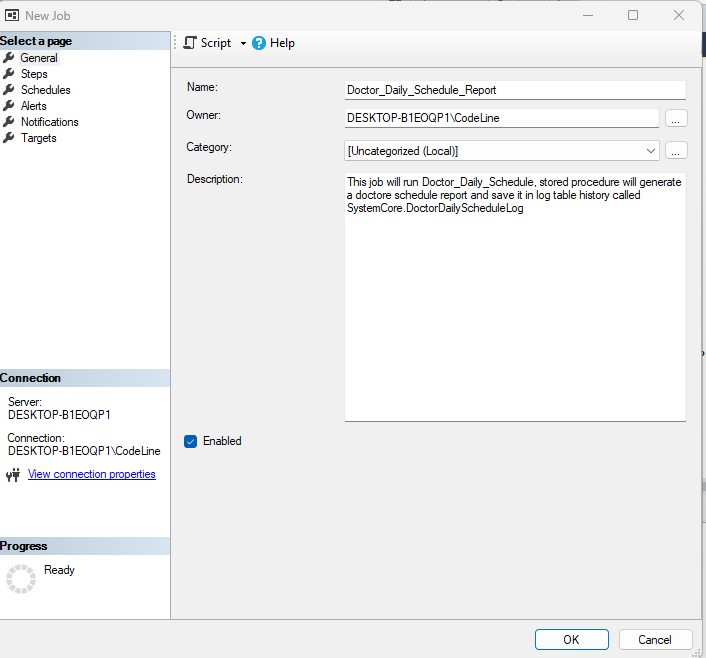 New Job
Select a page
General
Steps
Schedules
Alerts
Notifications
Targets
Script
Help
Name:
Doctor_Daily_Schedule_Report
Owner:
DESKTOP-B1EOQP1\CodeLine
...
Category:
[Uncategorized (Local)]
...
Description:
This job will run Doctor_Daily_Schedule, stored procedure will generate
a doctore schedule report and save it in log table history called
SystemCore.DoctorDailyScheduleLog
Enabled
Connection
Server:
DESKTOP-B1EOQP1
Connection:
DESKTOP-B1EOQP1\CodeLine
View connection properties
Progress
Ready
OK
Cancel